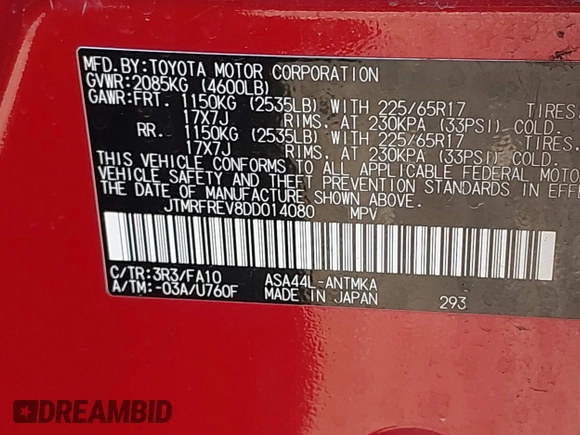 MFD.BY:TOYOTA MOTOR CORPORATION
GVWR:2085KG (4600LB)
GAWR:FRT. 1150KG (2535LB) WITH 225/65R17 TIRES,
17X7J RIMS, AT 230KPA (33PSI) COLD.
RR. 1150KG (2535LB) WITH 225/65R17 TIRES,
17X7J RIMS, AT 230KPA (33PSI) COLD.
THIS VEHICLE CONFORMS TO ALL APPLICABLE FEDERAL MOTO
VEHICLE SAFETY AND THEFT PREVENTION STANDARDS IN EFFE
DATE OF MANUFACTURE SHOWN ABOVE.
JTMRFREV8DD014080 MPV
C/TR:3R3/FA10 ASA44L-ANTMKA
A/TM:-03A/U760F MADE IN JAPAN 293
DREAMBID